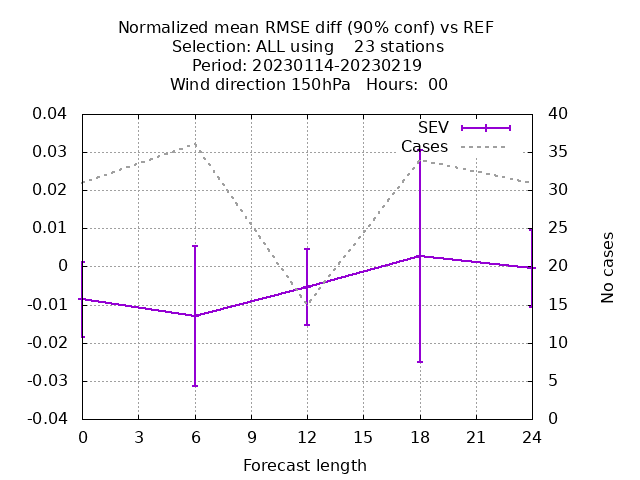 Normalized mean RMSE diff (90% conf) vs REF
Selection: ALL using    23 stations
Period: 20230114-20230219
Wind direction 150hPa   Hours:  00
SEV
Cases
0.04
0.03
0.02
0.01
0
-0.01
-0.02
-0.03
-0.04
40
35
30
25
20
15
10
5
0
No cases
0 3 6 9 12 15 18 21 24
Forecast length